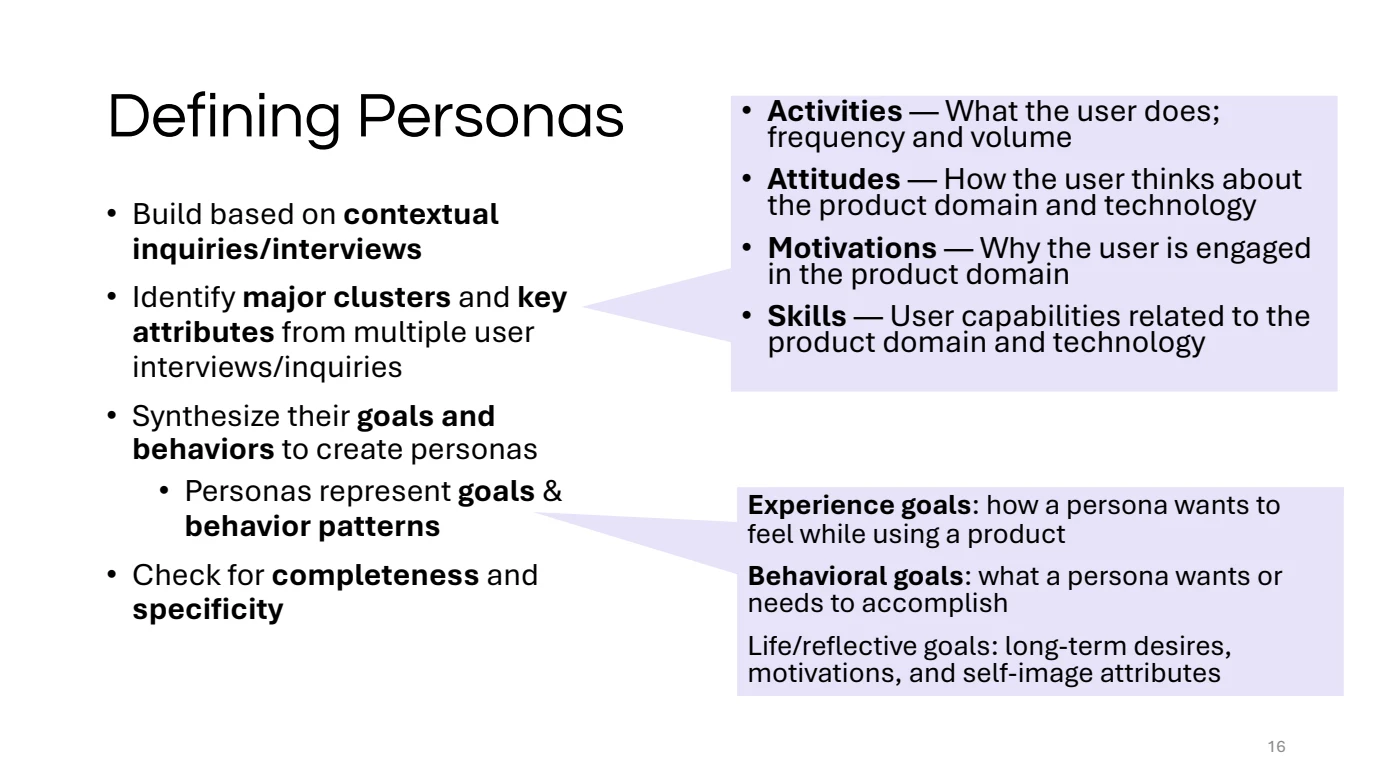 Defining Personas
• Build based on contextual
inquiries/interviews
• Identify major clusters and key
attributes from multiple user
interviews/inquiries
• Synthesize their goals and
behaviors to create personas
• Personas represent goals &
behavior patterns
• Check for completeness and
specificity
• Activities — What the user does;
frequency and volume
• Attitudes — How the user thinks about
the product domain and technology
• Motivations — Why the user is engaged
in the product domain
• Skills — User capabilities related to the
product domain and technology
Experience goals: how a persona wants to
feel while using a product
Behavioral goals: what a persona wants or
needs to accomplish
Life/reflective goals: long-term desires,
motivations, and self-image attributes
16